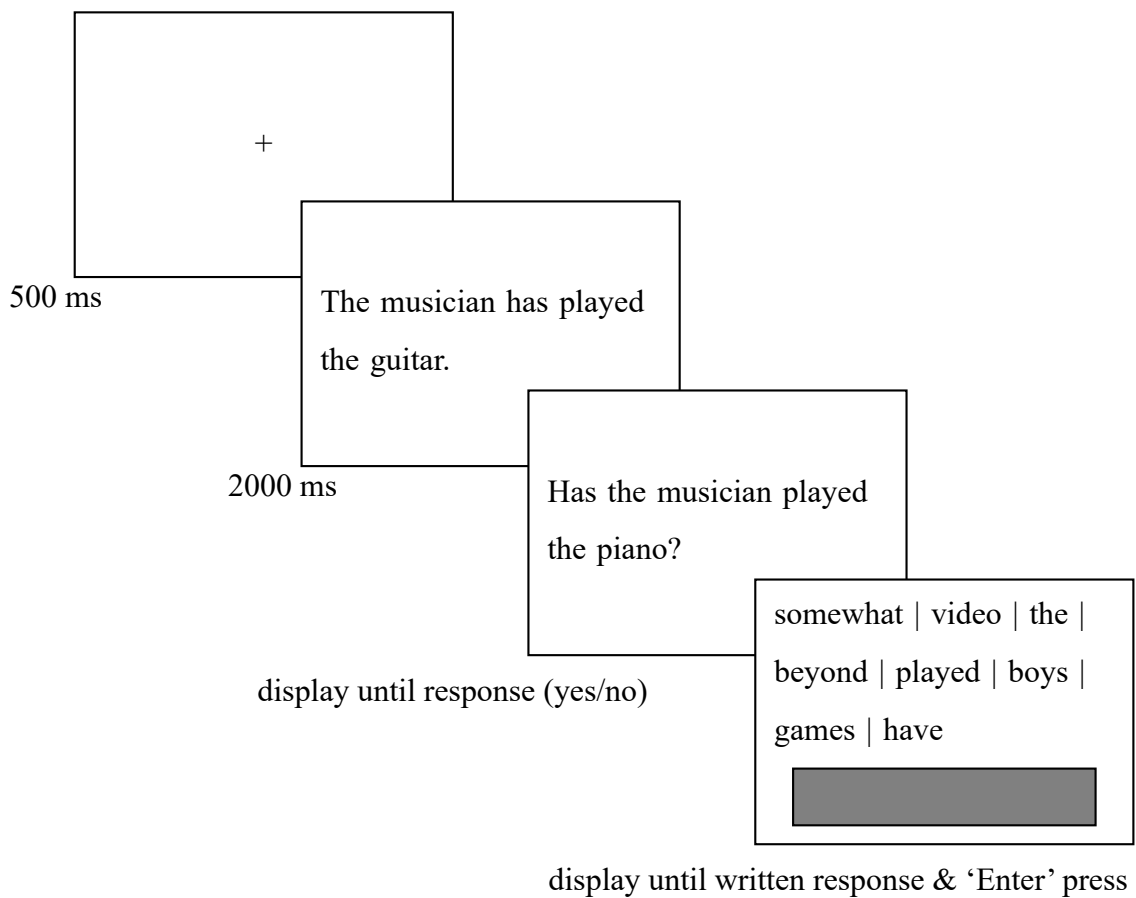 +
500 ms
The musician has played
the guitar.
2000 ms
Has the musician played
the piano?
display until response (yes/no)
somewhat | video | the |
beyond | played | boys |
games | have
display until written response & ‘Enter’ press